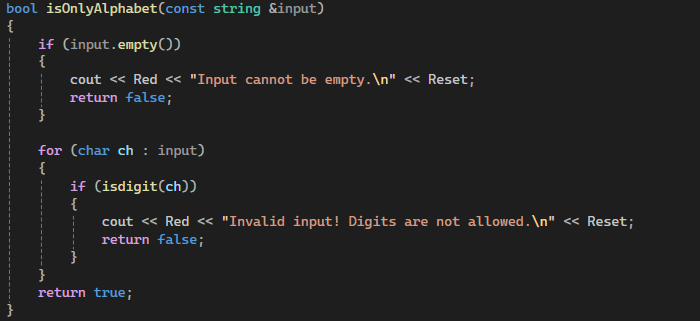 bool isOnlyAlphabet(const string &input)
{
    if (input.empty())
    {
        cout << Red << "Input cannot be empty.\n" << Reset;
        return false;
    }

    for (char ch : input)
    {
        if (isdigit(ch))
        {
            cout << Red << "Invalid input! Digits are not allowed.\n" << Reset;
            return false;
        }
    }
    return true;
}